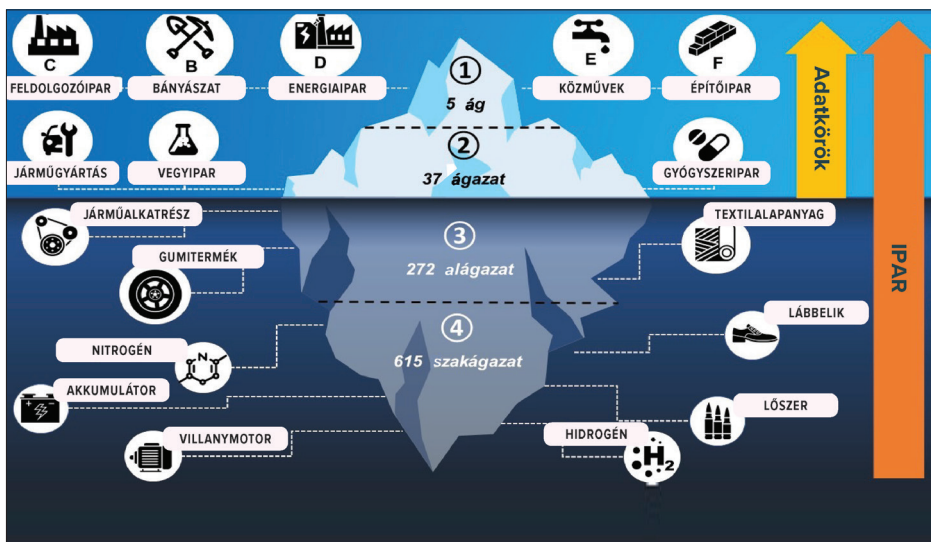 C
B
D
E
F
FELDOLGOZÓIPAR
BÁNYÁSZAT
ENERGIAIPAR
KÖZMŰVEK
ÉPÍTŐIPAR
1
5 ág
JÁRMŰGYÁRTÁS
VEGYIPAR
GYÓGYSZERIPAR
2
37 ágazat
Adatkörök
IPAR
JÁRMŰALKATRÉSZ
TEXTILALAPANYAG
GUMITERMÉK
3
272 alágazat
NITROGÉN
N
LÁBBELIK
4
615 szakágazat
AKKUMULÁTOR
LŐSZER
VILLANYMOTOR
HIDROGÉN
H2